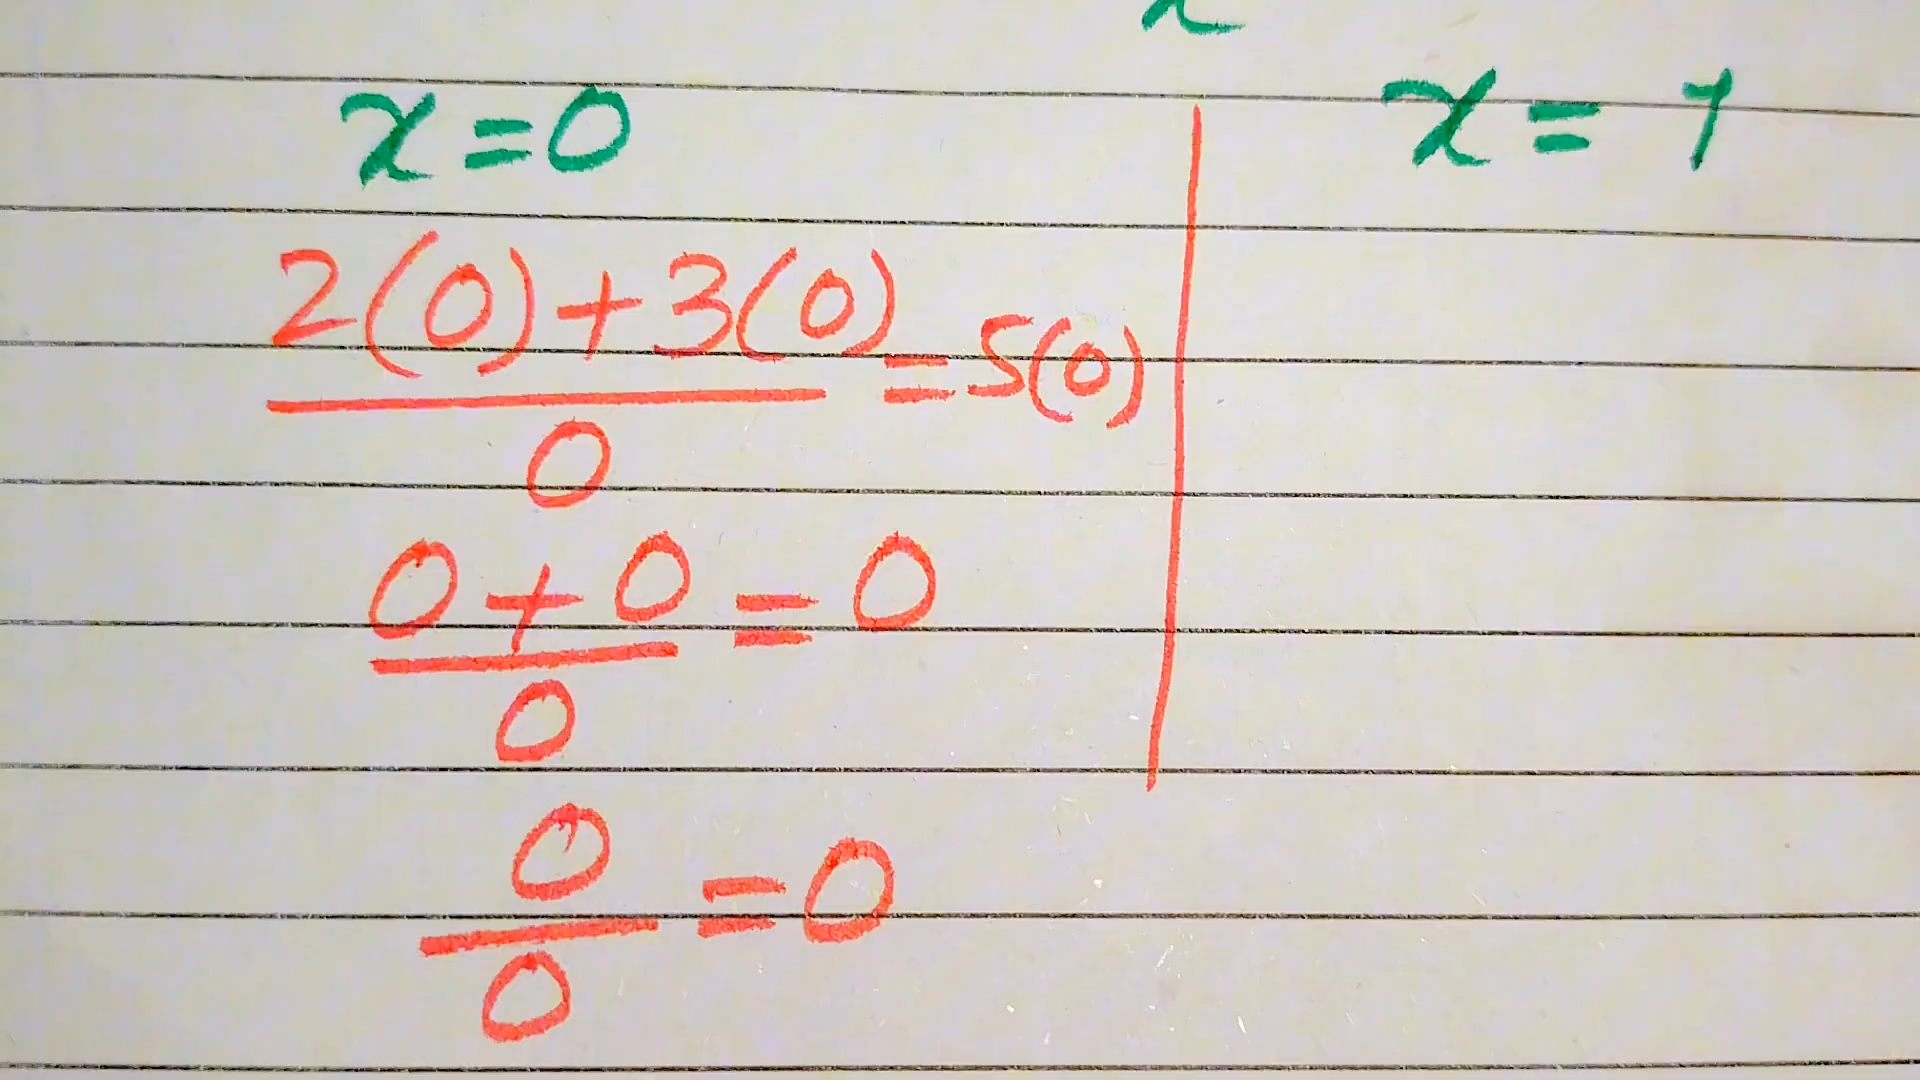 x
x = 0
x = 1
2(0) + 3(0)
= 5(0)
0
0 + 0
= 0
0
0
= 0
0